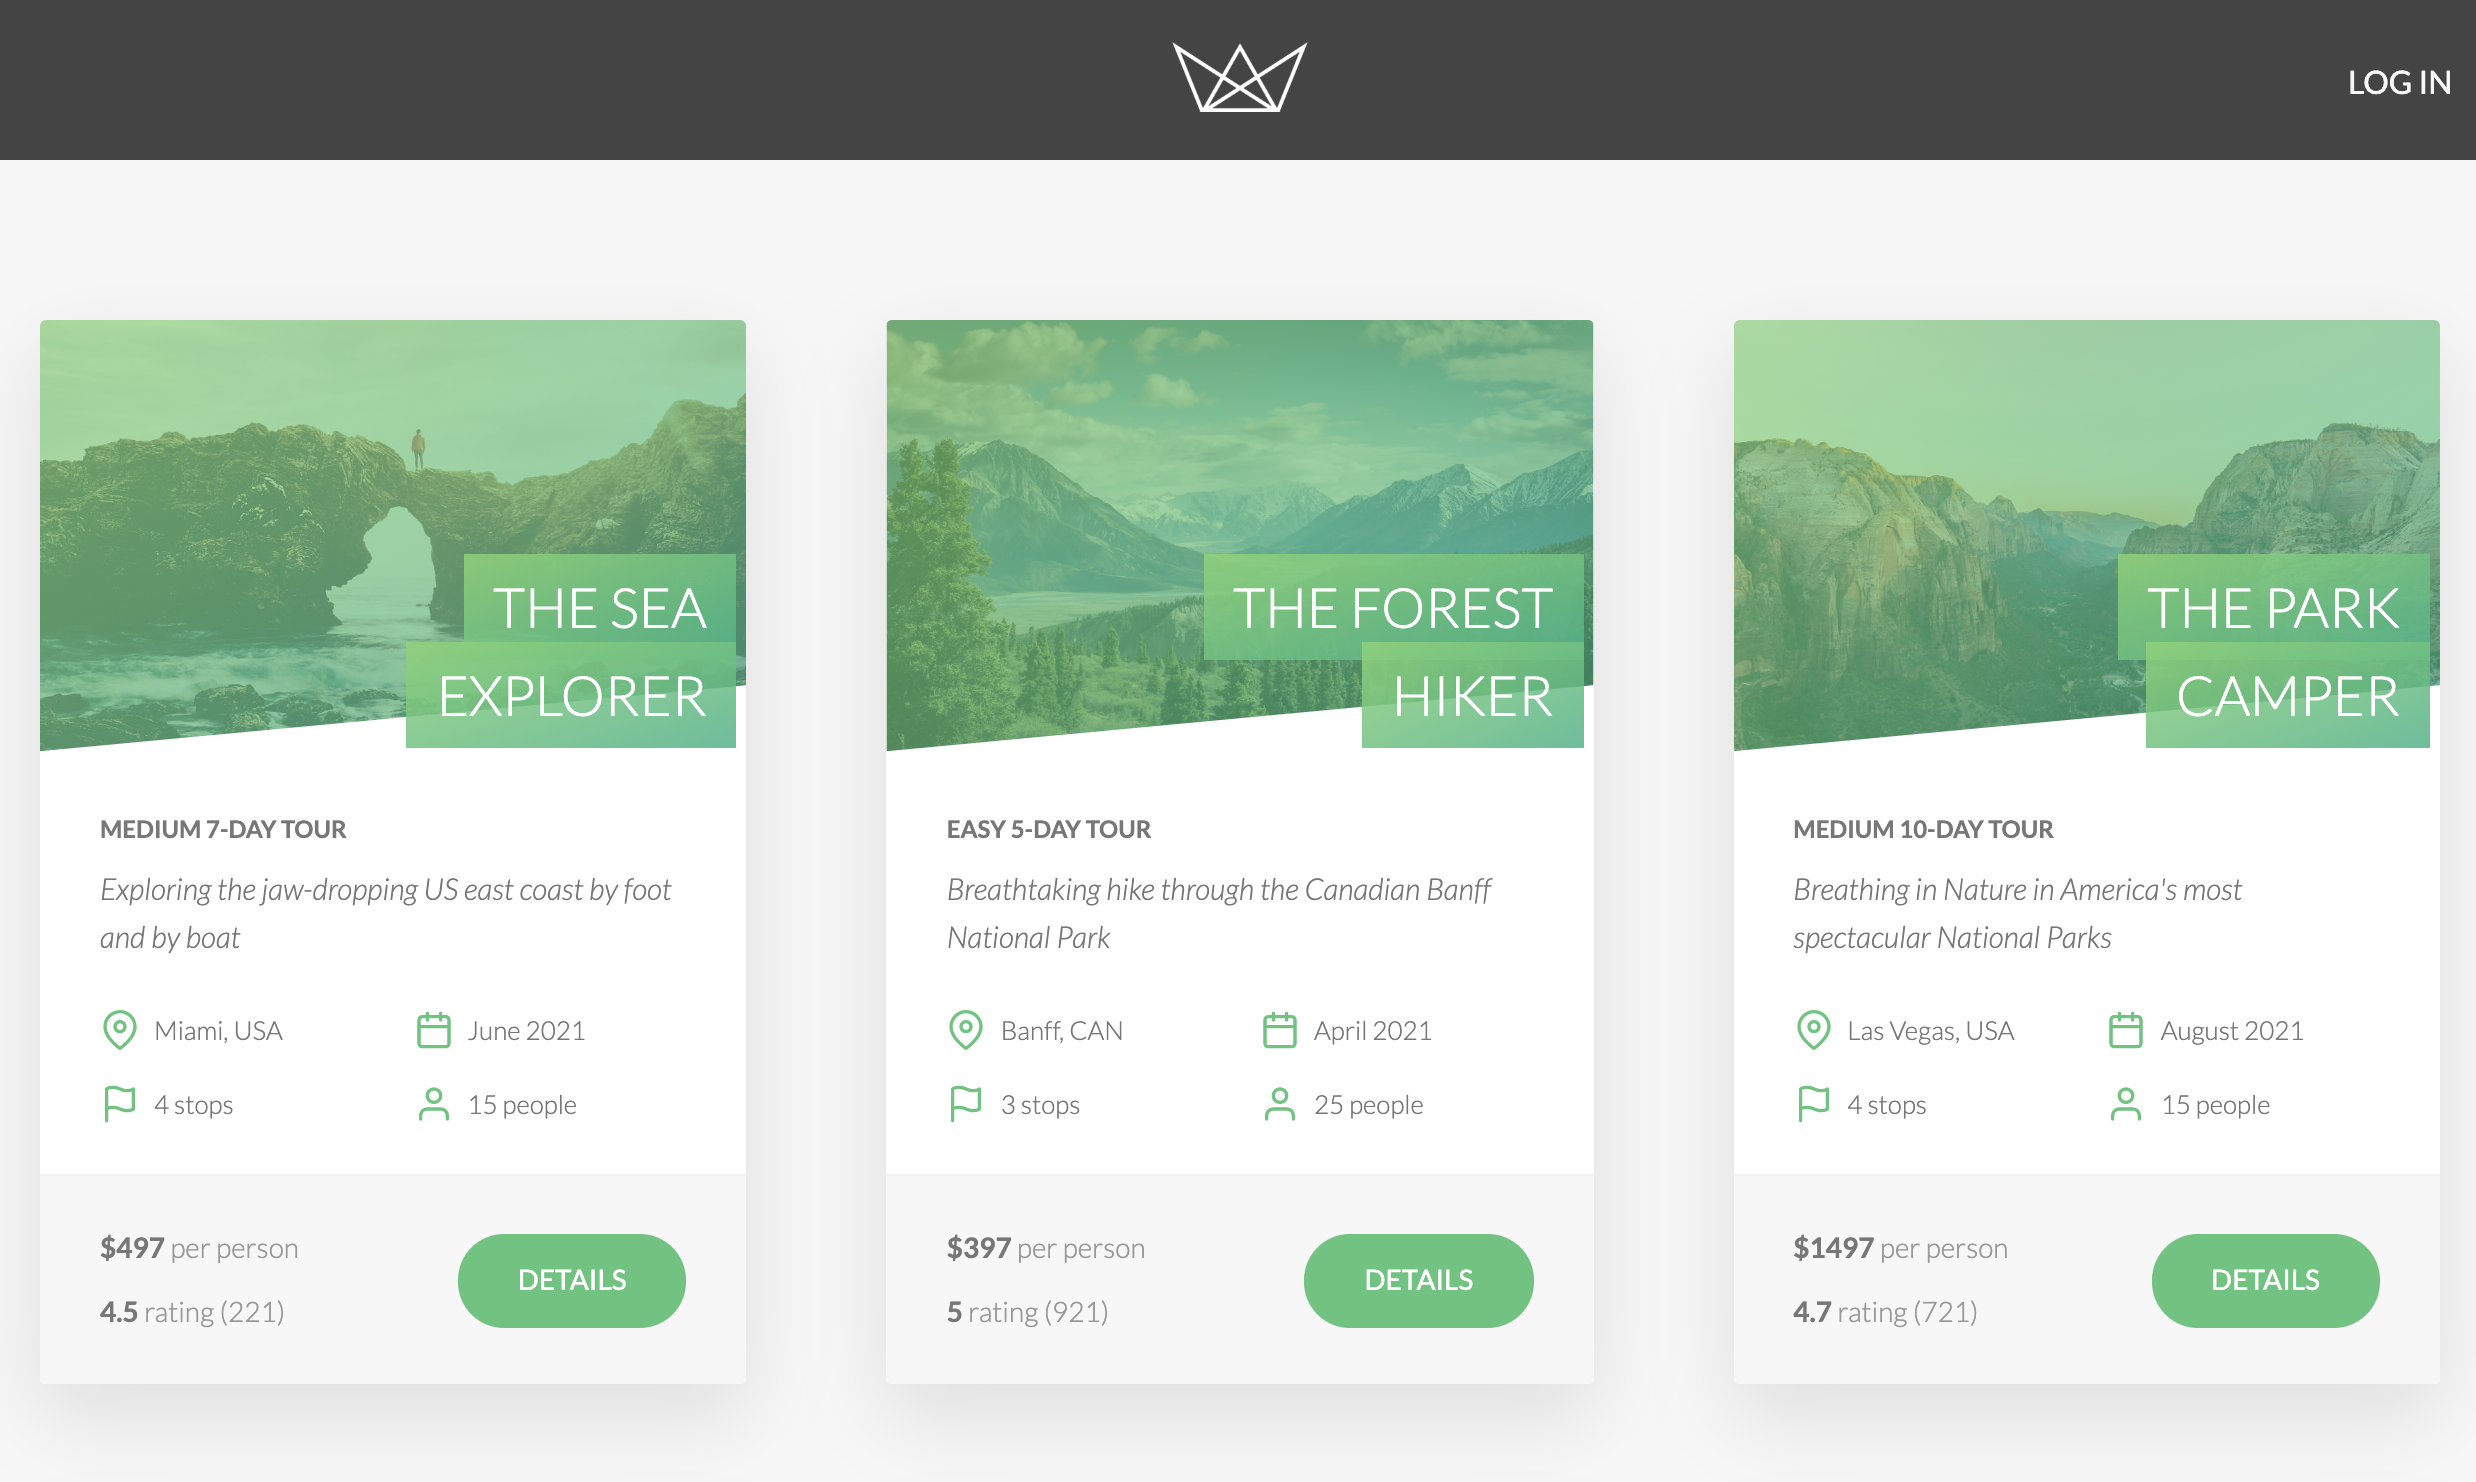 LOG IN
THE SEA
EXPLORER
MEDIUM 7-DAY TOUR
Exploring the jaw-dropping US east coast by foot
and by boat
Miami, USA
June 2021
4 stops
15 people
$497 per person
4.5 rating (221)
DETAILS
THE FOREST
HIKER
EASY 5-DAY TOUR
Breathtaking hike through the Canadian Banff
National Park
Banff, CAN
April 2021
3 stops
25 people
$397 per person
5 rating (921)
DETAILS
THE PARK
CAMPER
MEDIUM 10-DAY TOUR
Breathing in Nature in America's most
spectacular National Parks
Las Vegas, USA
August 2021
4 stops
15 people
$1497 per person
4.7 rating (721)
DETAILS